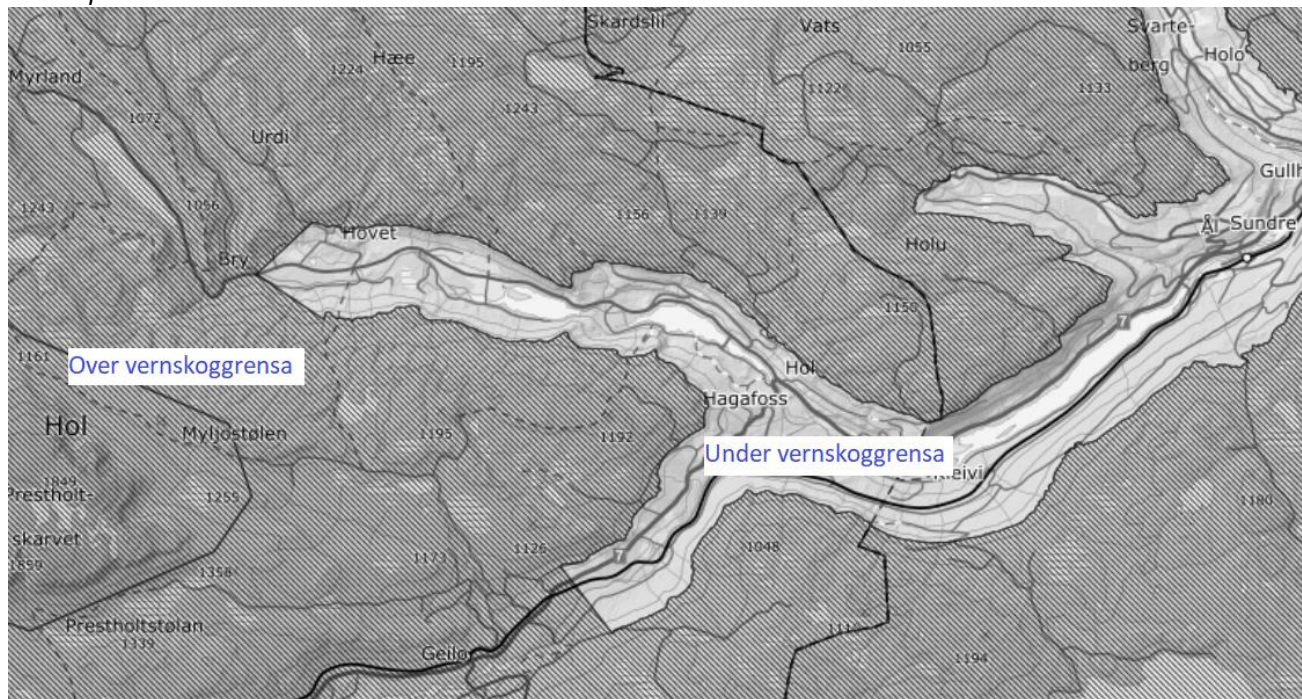 Skardslii
Vats
Svarte-
berg
Holo
Hæe
1195
1055
1224
Myrland
1122
1133
1243
1072
Urdi
Gullh
1243
1056
1156
1139
Hovet
Ål
Sundre
Holu
Bry
1150
7
1161
Over vernskoggrensa
Hol
Hagafoss
Hol
Myljostølen
1195
1192
Under vernskoggrensa
kleivi
1849
Prestholt-
skarvet
1255
1180
1859
1173
1126
7
1048
1358
Prestholtstølan
1339
Geilo
1194